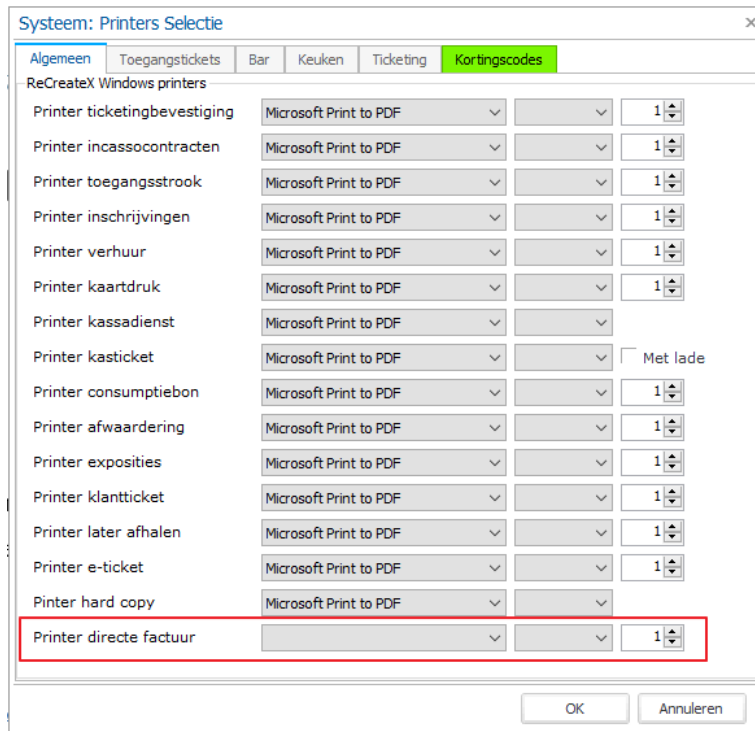 Systeem: Printers Selectie
Algemeen Toegangstickets Bar Keuken Ticketing Kortingscodes
ReCreateX Windows printers
Printer ticketingbevestiging Microsoft Print to PDF 1
Printer incassocontracten Microsoft Print to PDF 1
Printer toegangsstrook Microsoft Print to PDF 1
Printer inschrijvingen Microsoft Print to PDF 1
Printer verhuur Microsoft Print to PDF 1
Printer kaartdruk Microsoft Print to PDF 1
Printer kassadienst Microsoft Print to PDF
Printer kasticket Microsoft Print to PDF Met lade
Printer consumptiebon Microsoft Print to PDF 1
Printer afwaardering Microsoft Print to PDF 1
Printer exposities Microsoft Print to PDF 1
Printer klantticket Microsoft Print to PDF 1
Printer later afhalen Microsoft Print to PDF 1
Printer e-ticket Microsoft Print to PDF 1
Pinter hard copy Microsoft Print to PDF
Printer directe factuur 1
OK Annuleren